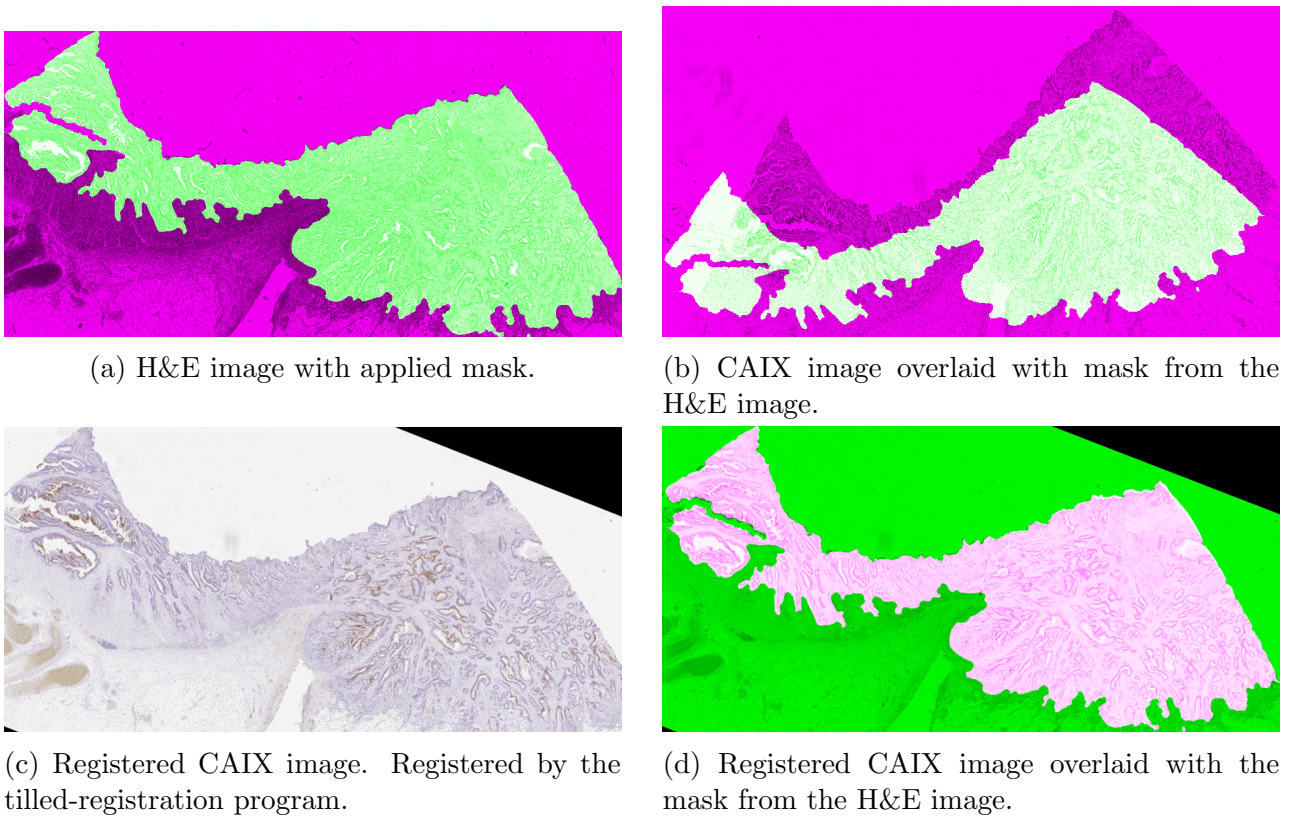 (a) H&E image with applied mask.
(b) CAIX image overlaid with mask from the
H&E image.
(c) Registered CAIX image. Registered by the
tilled-registration program.
(d) Registered CAIX image overlaid with the
mask from the H&E image.